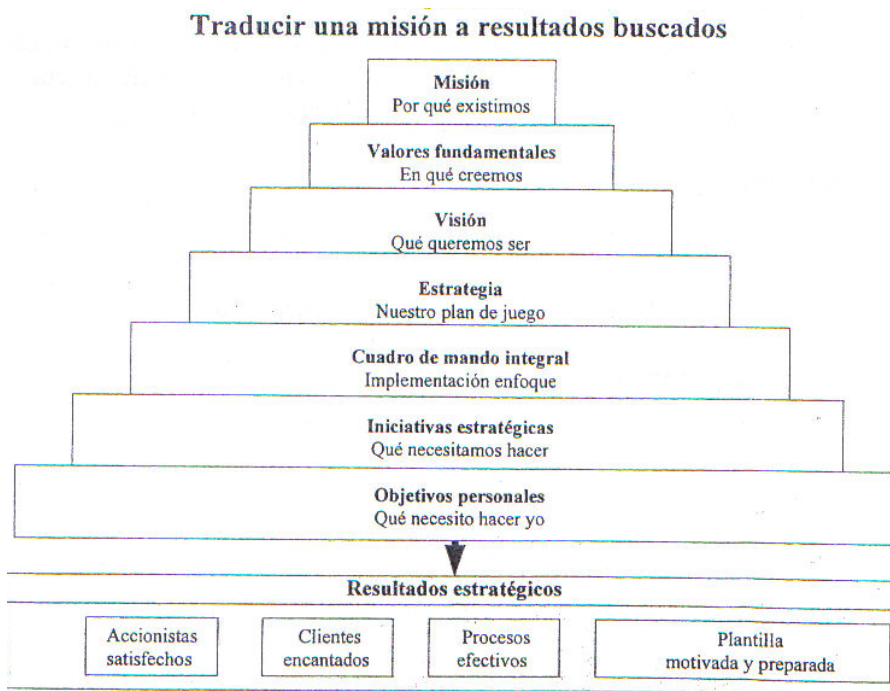 Traducir una misión a resultados buscados
Misión
Por qué existimos
Valores fundamentales
En qué creemos
Visión
Qué queremos ser
Estrategia
Nuestro plan de juego
Cuadro de mando integral
Implementación enfoque
Iniciativas estratégicas
Qué necesitamos hacer
Objetivos personales
Qué necesito hacer yo
Resultados estratégicos
Accionistas
satisfechos
Clientes
encantados
Procesos
efectivos
Plantilla
motivada y preparada